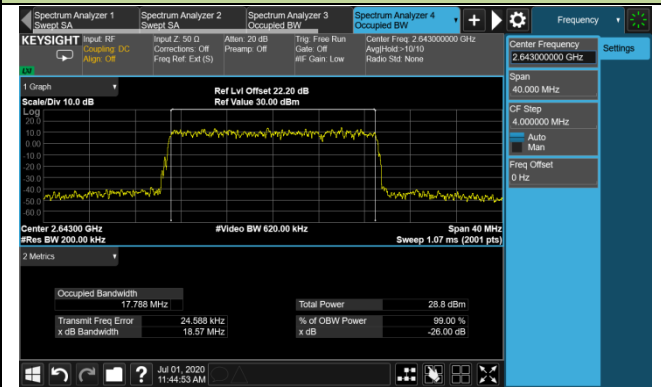 Spectrum Analyzer 1
Swept SA
Spectrum Analyzer 2
Swept SA
Spectrum Analyzer 3
Occupied BW
Spectrum Analyzer 4
Occupied BW
Frequency
KEYSIGHT
Input: RF
Coupling: DC
Align: Off
Input Z: 50 Ω
Corrections: Off
Freq Ref: Ext (S)
Atten: 20 dB
Preamp: Off
Trig: Free Run
Gate: Off
#IF Gain: Low
Center Freq: 2.643000000 GHz
Avg|Hold:>10/10
Radio Std: None
LV
Center Frequency
2.643000000 GHz
Settings
Span
40.000 MHz
CF Step
4.000000 MHz
Auto
Man
Freq Offset
0 Hz
1 Graph
Scale/Div 10.0 dB
Ref Lvl Offset 22.20 dB
Ref Value 30.00 dBm
Log
20.0
10.0
0.00
-10.0
-20.0
-30.0
-40.0
-50.0
-60.0
Center 2.64300 GHz
#Res BW 200.00 kHz
#Video BW 620.00 kHz
Span 40 MHz
Sweep 1.07 ms (2001 pts)
2 Metrics
Occupied Bandwidth
17.788 MHz
Total Power 28.8 dBm
Transmit Freq Error 24.588 kHz
% of OBW Power 99.00 %
x dB Bandwidth 18.57 MHz
x dB -26.00 dB
Jul 01, 2020
11:44:53 AM